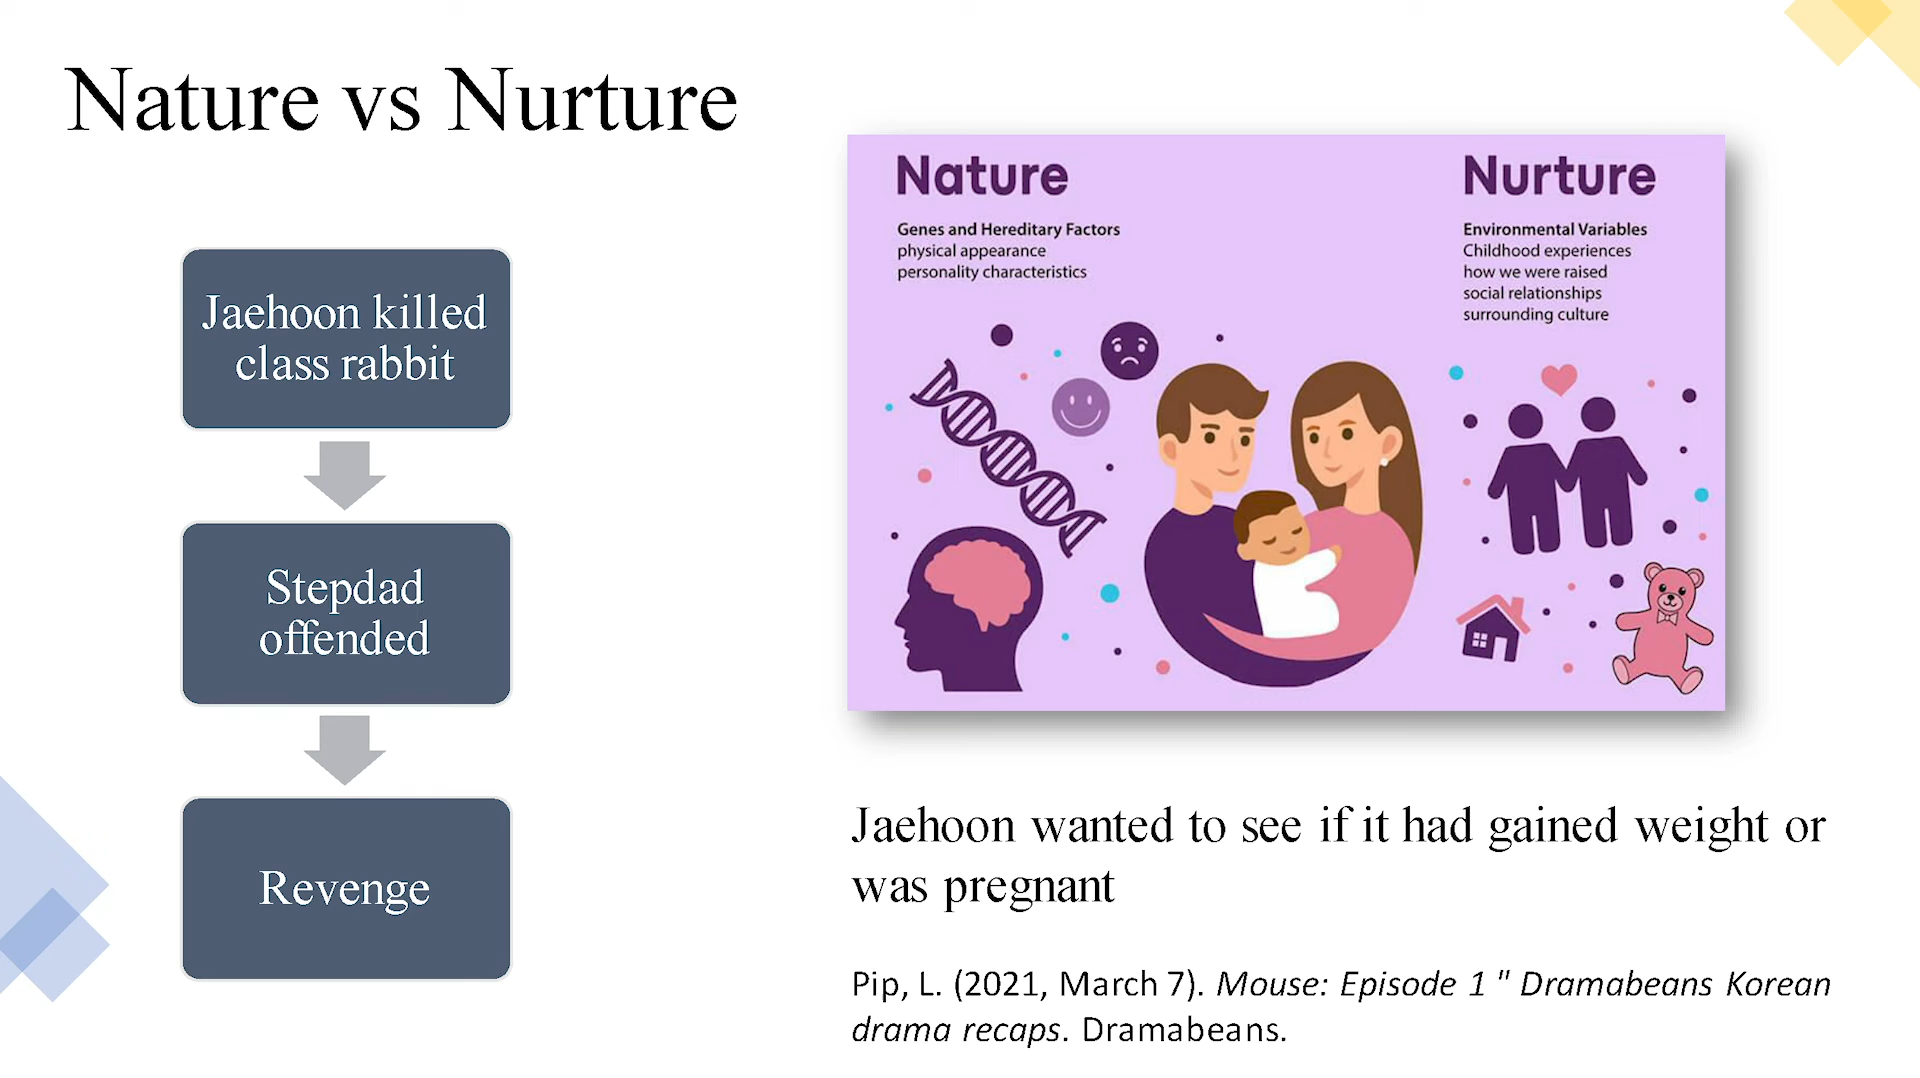 Nature vs Nurture
Jaehoon killed
class rabbit
Stepdad
offended
Revenge
Nature
Genes and Hereditary Factors
physical appearance
personality characteristics
Nurture
Environmental Variables
Childhood experiences
how we were raised
social relationships
surrounding culture
Jaehoon wanted to see if it had gained weight or
was pregnant
Pip, L. (2021, March 7). Mouse: Episode 1 " Dramabeans Korean
drama recaps. Dramabeans.